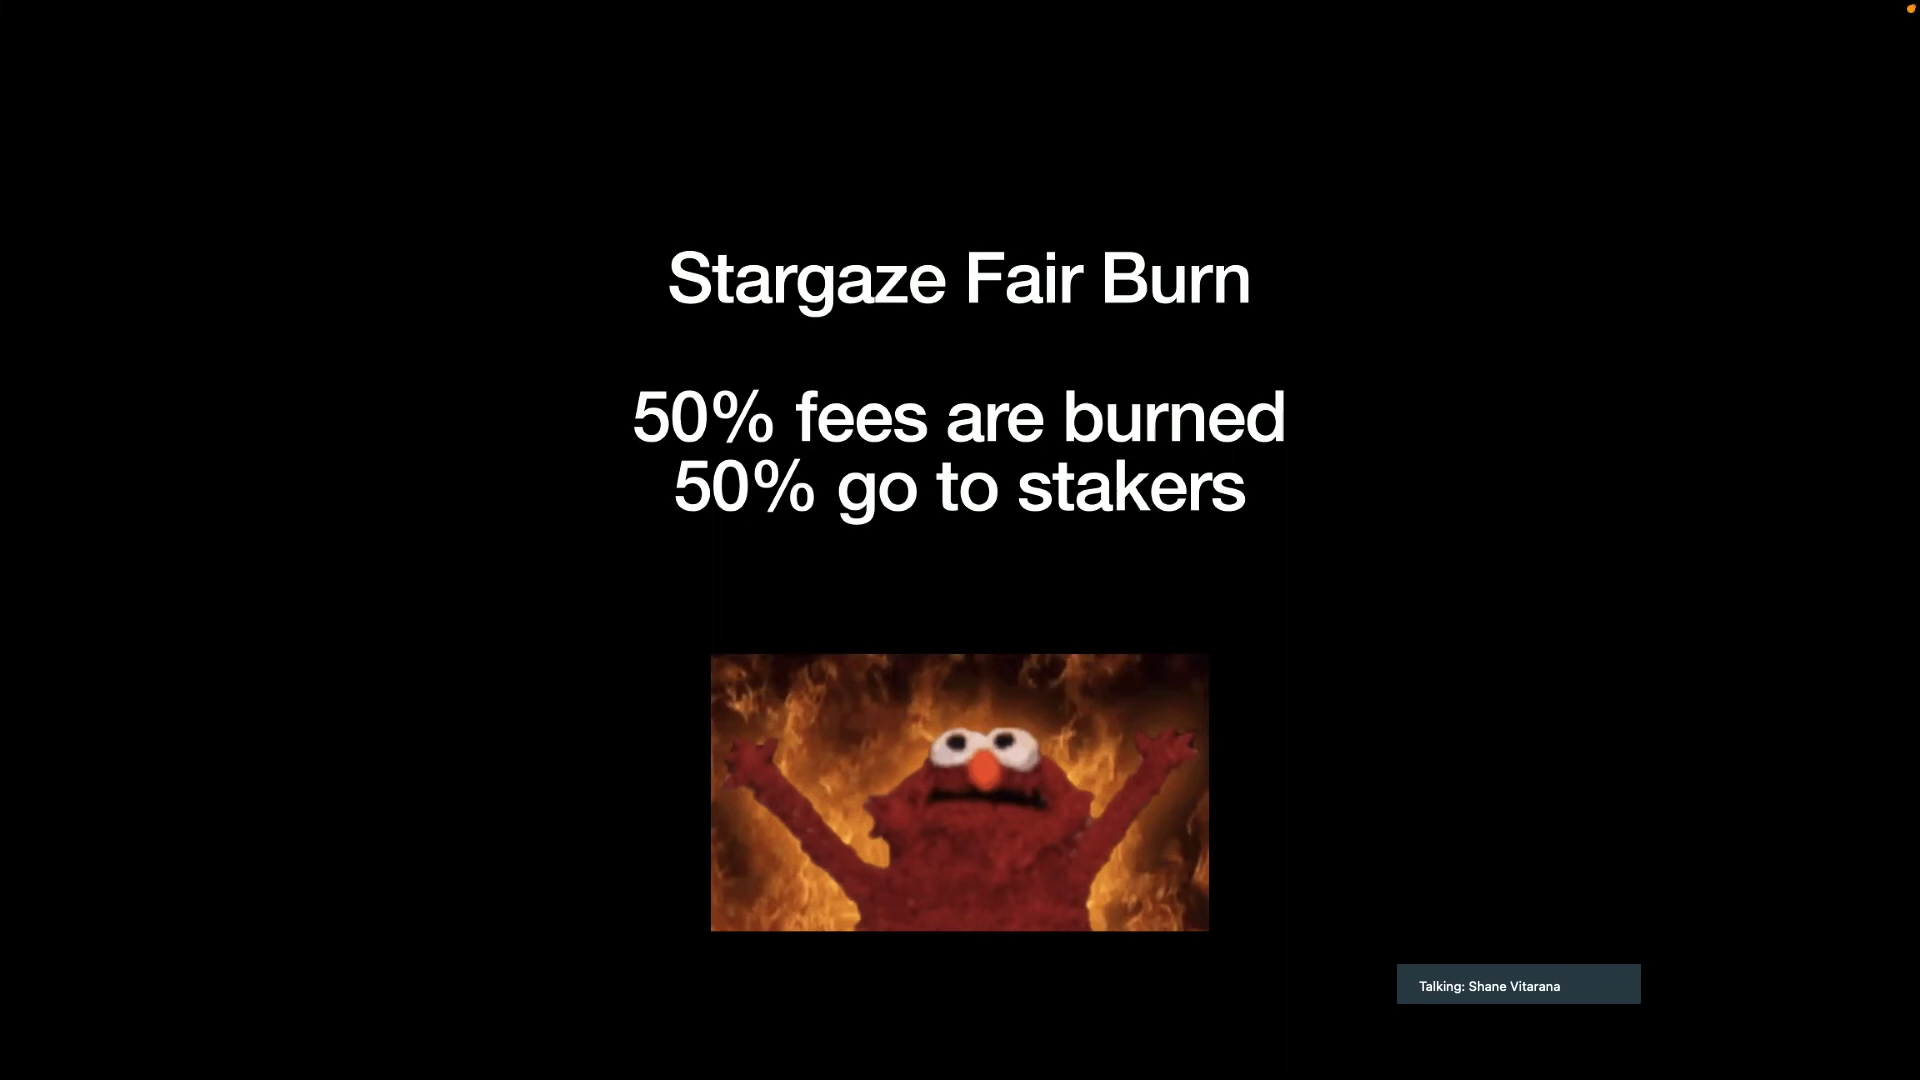 Stargaze Fair Burn
50% fees are burned
50% go to stakers
Talking: Shane Vitarana